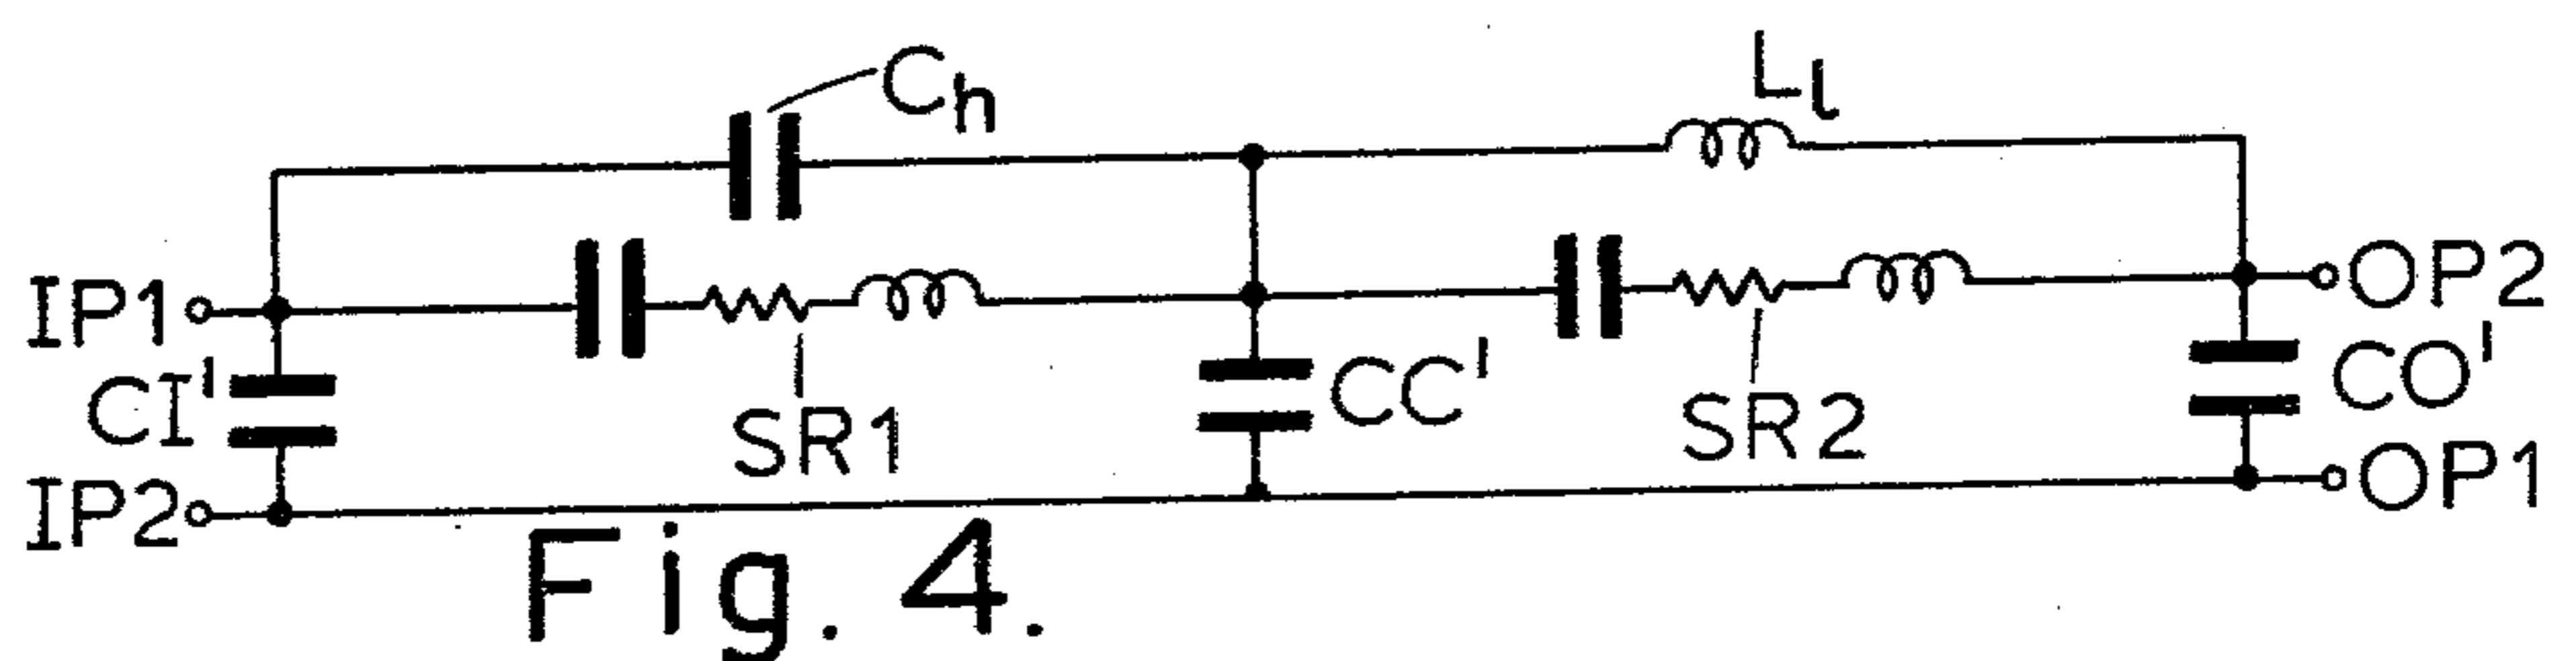 Ch
Ll
IP1
OP2
CI'
CC'
CO'
SR1
SR2
IP2
OP1
Fig. 4.